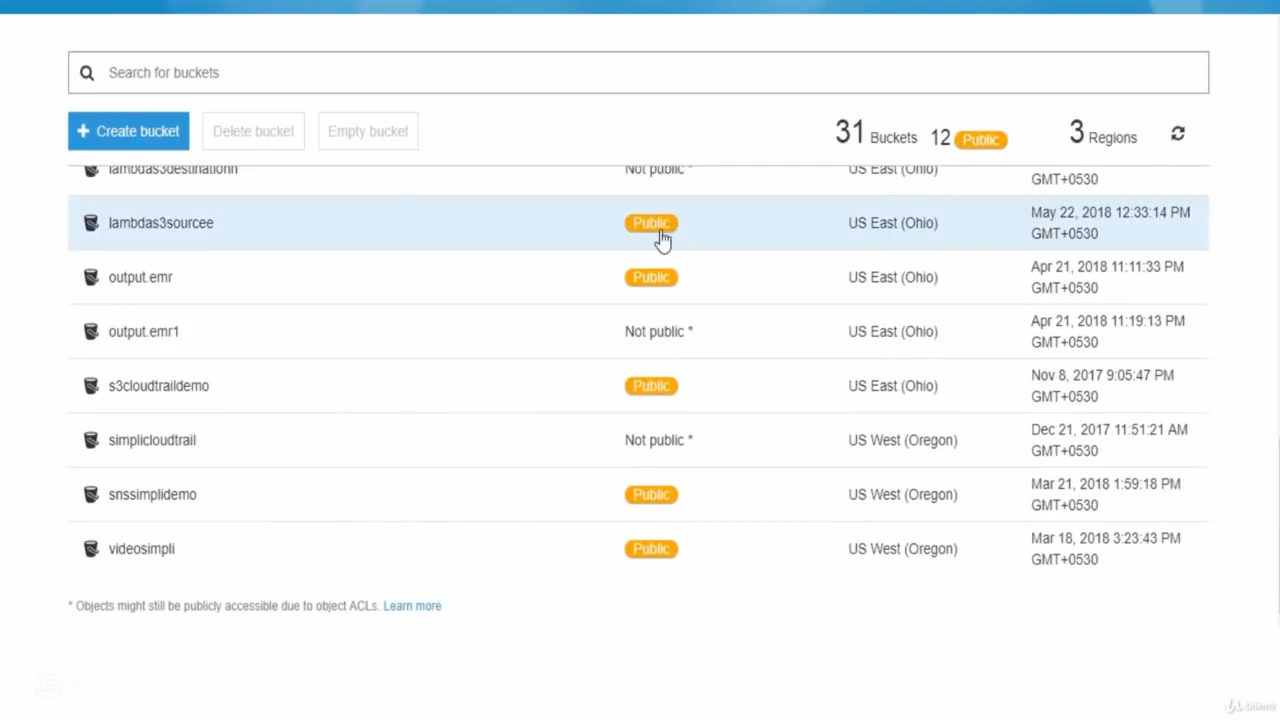 Search for buckets
+ Create bucket Delete bucket Empty bucket 31 Buckets 12 Public 3 Regions
lambdas3destinationn Not public * US East (Ohio)
GMT+0530
lambdas3sourcee Public US East (Ohio) May 22, 2018 12:33:14 PM
GMT+0530
output.emr Public US East (Ohio) Apr 21, 2018 11:11:33 PM
GMT+0530
output.emr1 Not public * US East (Ohio) Apr 21, 2018 11:19:13 PM
GMT+0530
s3cloudtraildemo Public US East (Ohio) Nov 8, 2017 9:05:47 PM
GMT+0530
simplicloudtrail Not public * US West (Oregon) Dec 21, 2017 11:51:21 AM
GMT+0530
snssimplidemo Public US West (Oregon) Mar 21, 2018 1:59:18 PM
GMT+0530
videosimpli Public US West (Oregon) Mar 18, 2018 3:23:43 PM
GMT+0530
* Objects might still be publicly accessible due to object ACLs. Learn more
Udemy